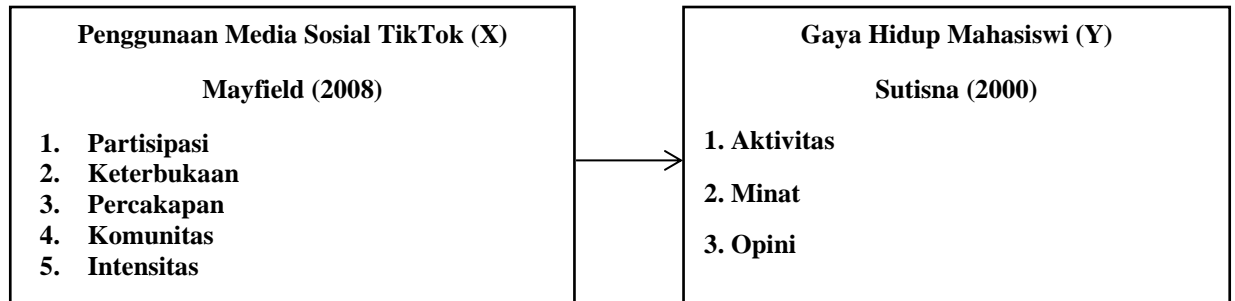 Penggunaan Media Sosial TikTok (X)
Mayfield (2008)
1. Partisipasi
2. Keterbukaan
3. Percakapan
4. Komunitas
5. Intensitas
Gaya Hidup Mahasiswi (Y)
Sutisna (2000)
1. Aktivitas
2. Minat
3. Opini